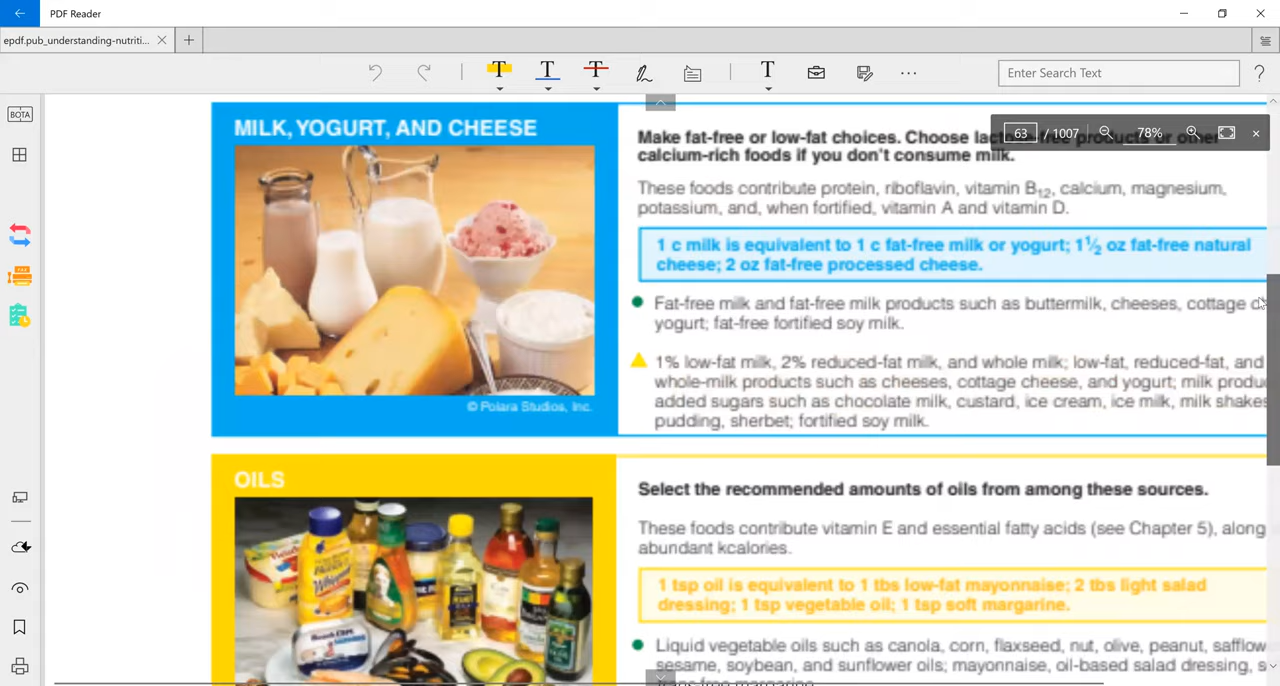 PDF Reader
epdf.pub_understanding-nutriti...
Enter Search Text
BOTA
63 / 1007
78%
MILK, YOGURT, AND CHEESE
© Polara Studios, Inc.
Make fat-free or low-fat choices. Choose lactose-free products or other
calcium-rich foods if you don't consume milk.
These foods contribute protein, riboflavin, vitamin B12, calcium, magnesium,
potassium, and, when fortified, vitamin A and vitamin D.
1 c milk is equivalent to 1 c fat-free milk or yogurt; 1½ oz fat-free natural
cheese; 2 oz fat-free processed cheese.
Fat-free milk and fat-free milk products such as buttermilk, cheeses, cottage
yogurt; fat-free fortified soy milk.
1% low-fat milk, 2% reduced-fat milk, and whole milk; low-fat, reduced-fat, and
whole-milk products such as cheeses, cottage cheese, and yogurt; milk produ
added sugars such as chocolate milk, custard, ice cream, ice milk, milk shakes
pudding, sherbet; fortified soy milk.
OILS
Select the recommended amounts of oils from among these sources.
These foods contribute vitamin E and essential fatty acids (see Chapter 5), along
abundant kcalories.
1 tsp oil is equivalent to 1 tbs low-fat mayonnaise; 2 tbs light salad
dressing; 1 tsp vegetable oil; 1 tsp soft margarine.
Liquid vegetable oils such as canola, corn, flaxseed, nut, olive, peanut, safflow
sesame, soybean, and sunflower oils; mayonnaise, oil-based salad dressing, s